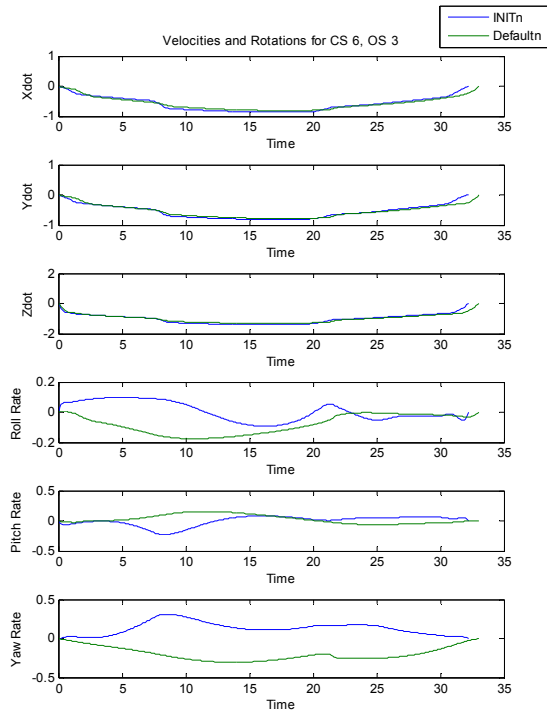 INITn
Defaultn
Velocities and Rotations for CS 6, OS 3
Xdot
1
0
-1
0 5 10 15 20 25 30 35
Time
Ydot
1
0
-1
0 5 10 15 20 25 30 35
Time
Zdot
2
0
-2
0 5 10 15 20 25 30 35
Time
Roll Rate
0.2
0
-0.2
0 5 10 15 20 25 30 35
Time
Pitch Rate
0.5
0
-0.5
0 5 10 15 20 25 30 35
Time
Yaw Rate
0.5
0
-0.5
0 5 10 15 20 25 30 35
Time